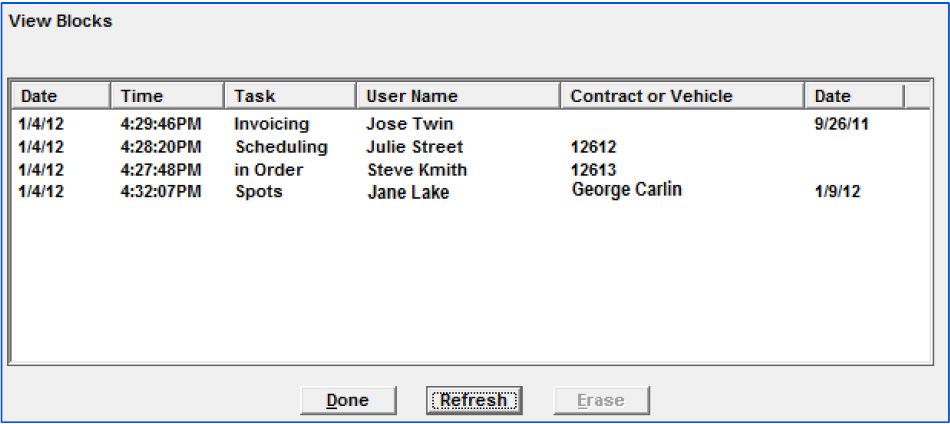 View Blocks
Date Time Task User Name Contract or Vehicle Date
1/4/12 4:29:46PM Invoicing Jose Twin 9/26/11
1/4/12 4:28:20PM Scheduling Julie Street 12612
1/4/12 4:27:48PM in Order Steve Kmith 12613
1/4/12 4:32:07PM Spots Jane Lake George Carlin 1/9/12
Done Refresh Erase